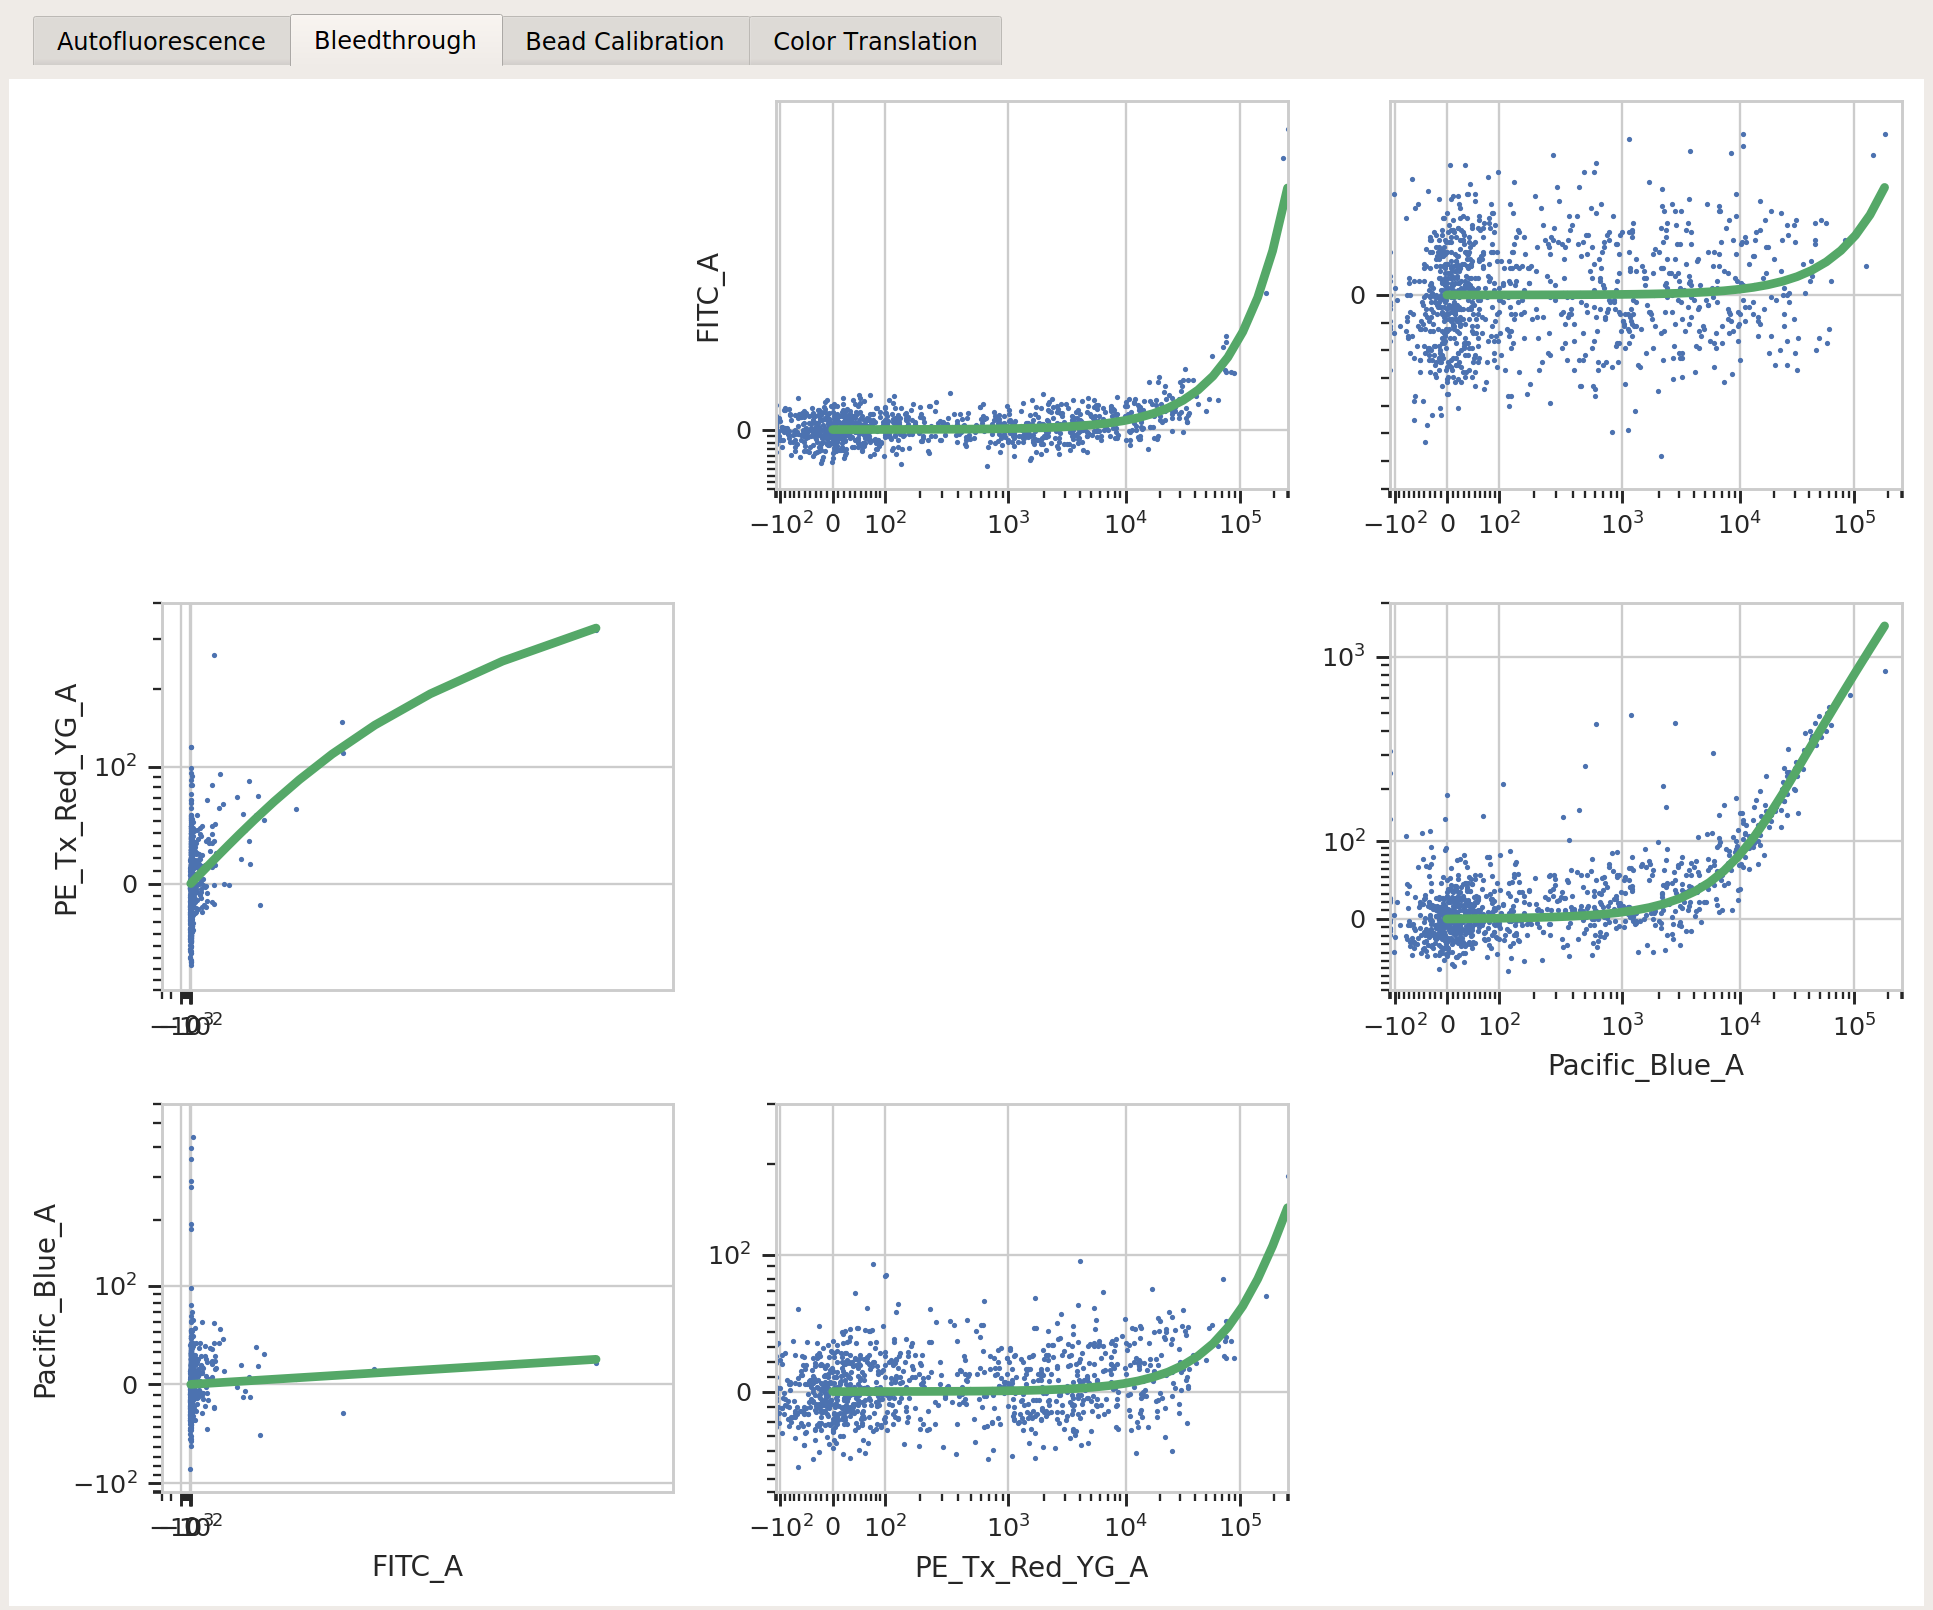 Autofluorescence Bleedthrough Bead Calibration Color Translation
FITC_A
0
−10² 0 10² 10³ 10⁴ 10⁵
0
−10² 0 10² 10³ 10⁴ 10⁵
PE_Tx_Red_YG_A
10²
0
10³
10²
0
−10² 0 10² 10³ 10⁴ 10⁵
Pacific_Blue_A
Pacific_Blue_A
10²
0
−10²
FITC_A
10²
0
−10² 0 10² 10³ 10⁴ 10⁵
PE_Tx_Red_YG_A